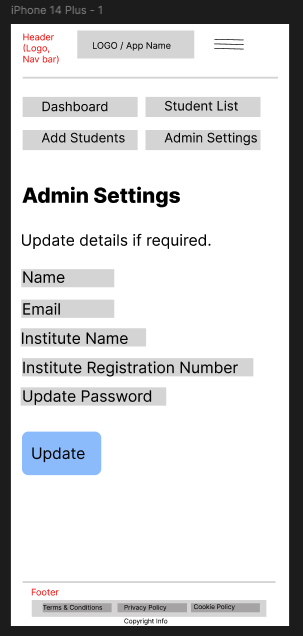 iPhone 14 Plus - 1
Header
(Logo,
Nav bar)
LOGO / App Name
Dashboard
Student List
Add Students
Admin Settings
Admin Settings
Update details if required.
Name
Email
Institute Name
Institute Registration Number
Update Password
Update
Footer
Terms & Conditions
Privacy Policy
Cookie Policy
Copyright Info